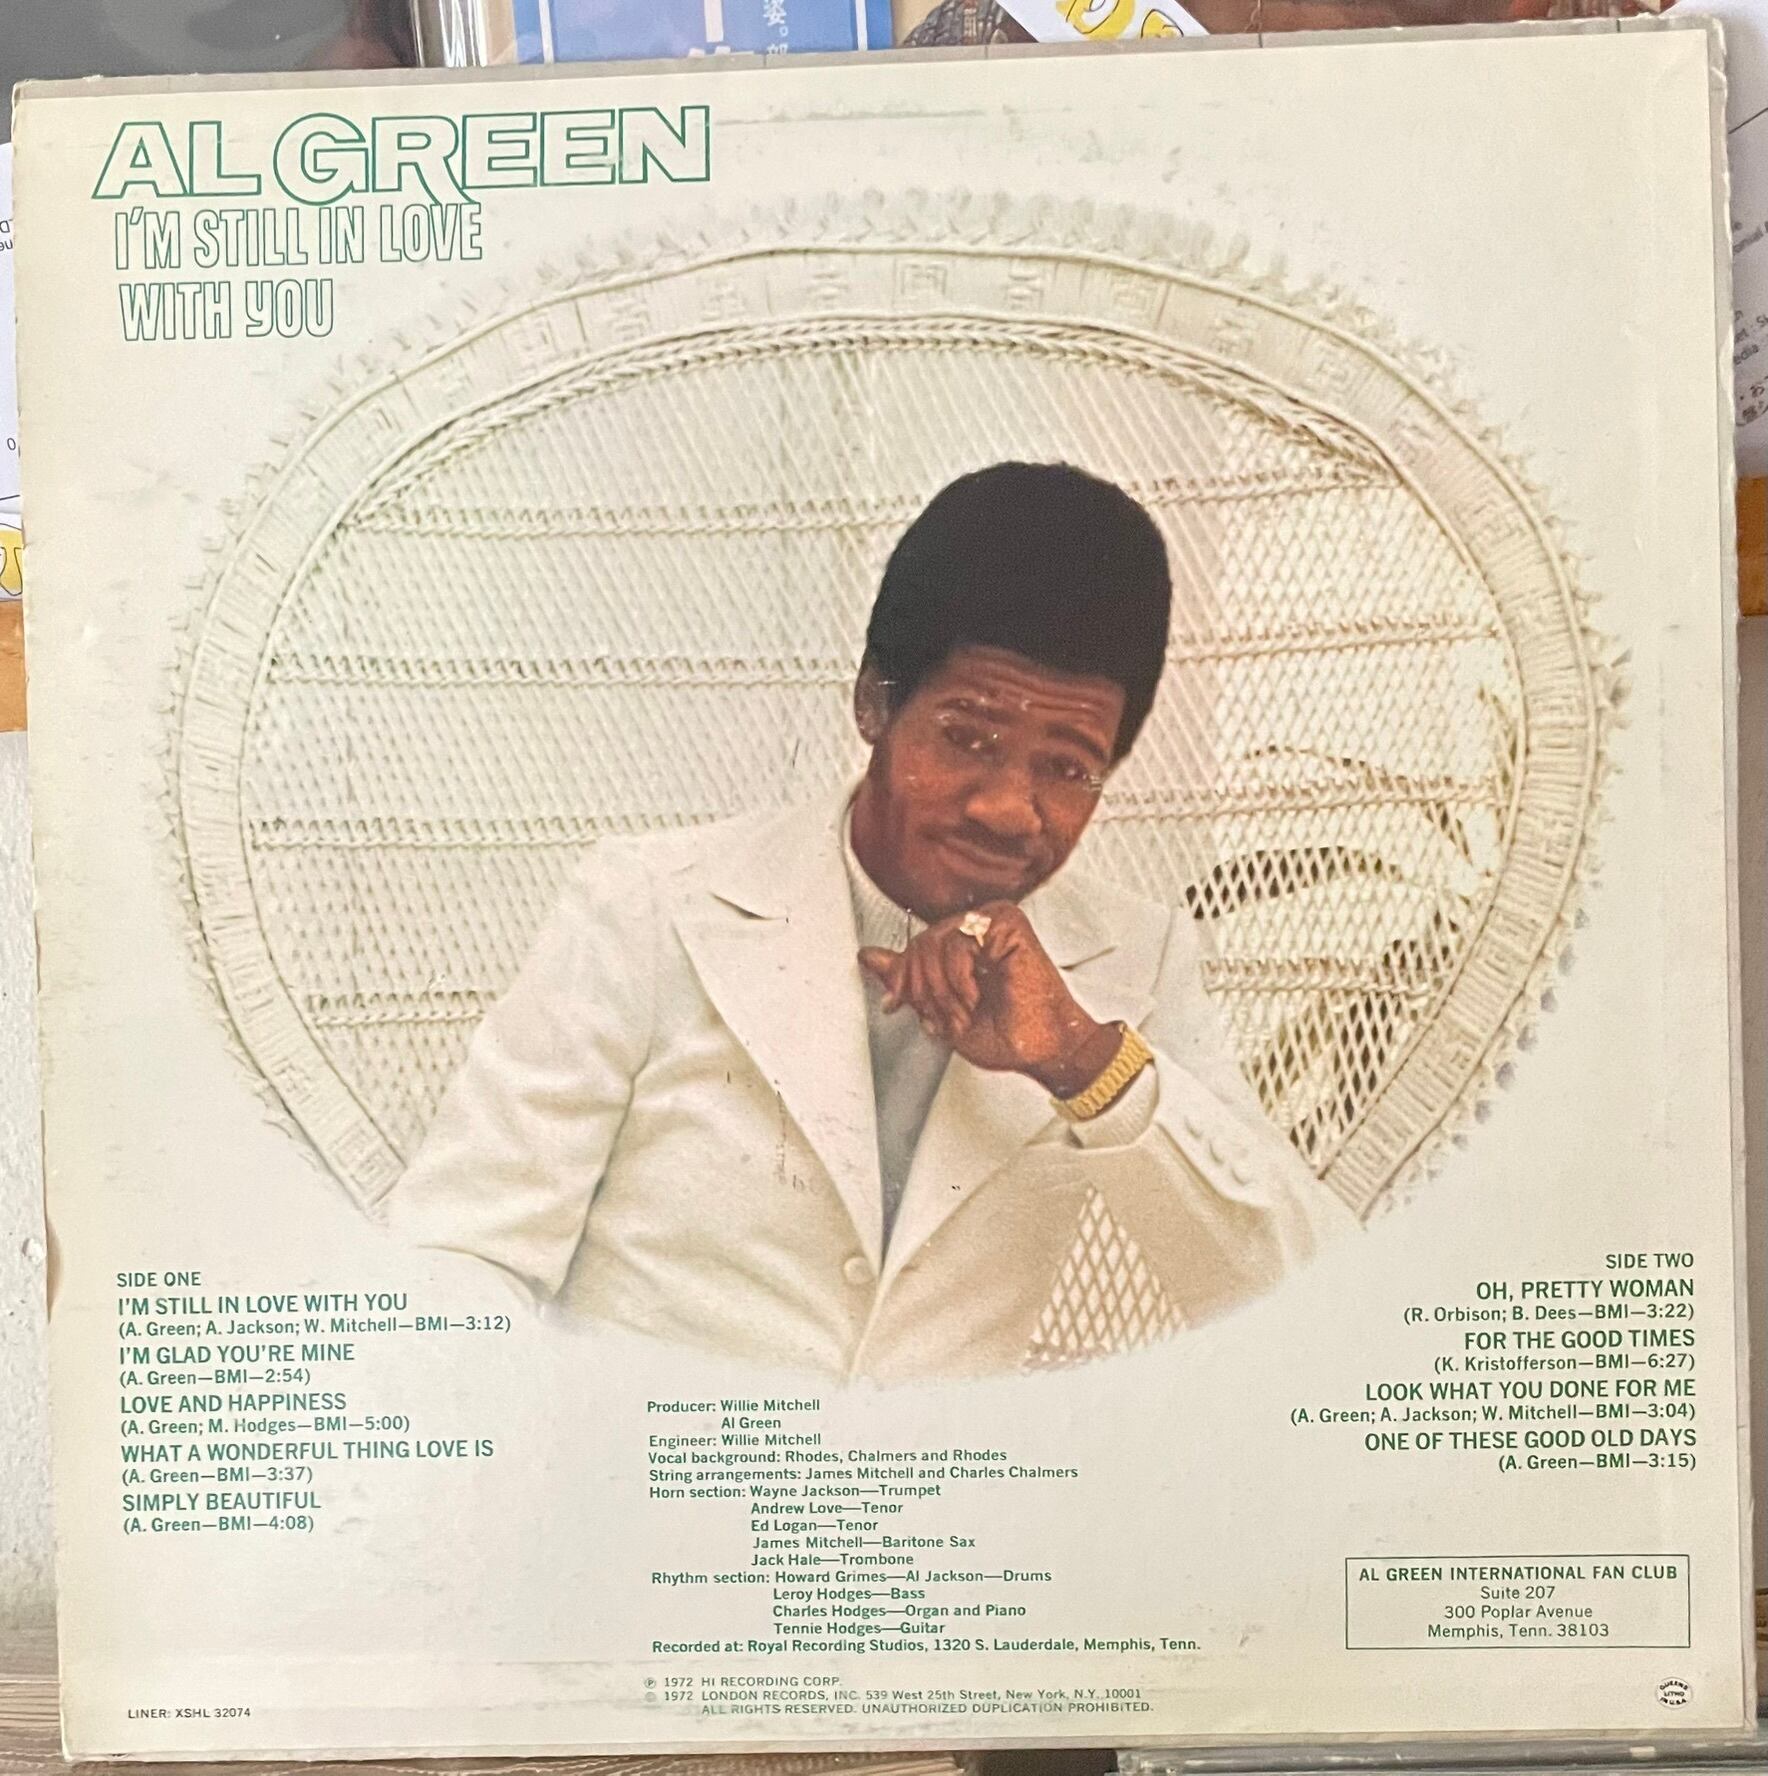 AL GREEN
I'M STILL IN LOVE
WITH YOU
SIDE ONE
I'M STILL IN LOVE WITH YOU
(A. Green; A. Jackson; W. Mitchell—BMI—3:12)
I'M GLAD YOU'RE MINE
(A. Green—BMI—2:54)
LOVE AND HAPPINESS
(A. Green; M. Hodges—BMI—5:00)
WHAT A WONDERFUL THING LOVE IS
(A. Green—BMI—3:37)
SIMPLY BEAUTIFUL
(A. Green—BMI—4:08)
Producer: Willie Mitchell
Al Green
Engineer: Willie Mitchell
Vocal background: Rhodes, Chalmers and Rhodes
String arrangements: James Mitchell and Charles Chalmers
Horn section: Wayne Jackson—Trumpet
Andrew Love—Tenor
Ed Logan—Tenor
James Mitchell—Baritone Sax
Jack Hale—Trombone
Rhythm section: Howard Grimes—Al Jackson—Drums
Leroy Hodges—Bass
Charles Hodges—Organ and Piano
Tennie Hodges—Guitar
Recorded at: Royal Recording Studios, 1320 S. Lauderdale, Memphis, Tenn.
SIDE TWO
OH, PRETTY WOMAN
(R. Orbison; B. Dees—BMI—3:22)
FOR THE GOOD TIMES
(K. Kristofferson—BMI—6:27)
LOOK WHAT YOU DONE FOR ME
(A. Green; A. Jackson; W. Mitchell—BMI—3:04)
ONE OF THESE GOOD OLD DAYS
(A. Green—BMI—3:15)
AL GREEN INTERNATIONAL FAN CLUB
Suite 207
300 Poplar Avenue
Memphis, Tenn. 38103
℗ 1972 HI RECORDING CORP.
© 1972 LONDON RECORDS, INC. 539 West 25th Street, New York, N.Y. 10001
ALL RIGHTS RESERVED. UNAUTHORIZED DUPLICATION PROHIBITED.
LINER: XSHL 32074
QUEENS
LITHO
IN U.S.A.